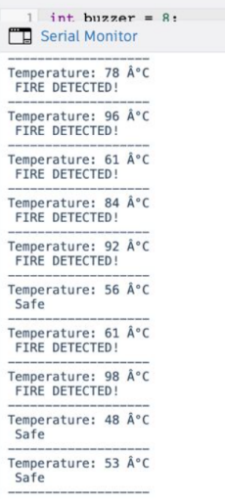 1 int buzzer = 8;
Serial Monitor
--------------------
Temperature: 78 Â°C
FIRE DETECTED!
--------------------
Temperature: 96 Â°C
FIRE DETECTED!
--------------------
Temperature: 61 Â°C
FIRE DETECTED!
--------------------
Temperature: 84 Â°C
FIRE DETECTED!
--------------------
Temperature: 92 Â°C
FIRE DETECTED!
--------------------
Temperature: 56 Â°C
Safe
--------------------
Temperature: 61 Â°C
FIRE DETECTED!
--------------------
Temperature: 98 Â°C
FIRE DETECTED!
--------------------
Temperature: 48 Â°C
Safe
--------------------
Temperature: 53 Â°C
Safe
--------------------